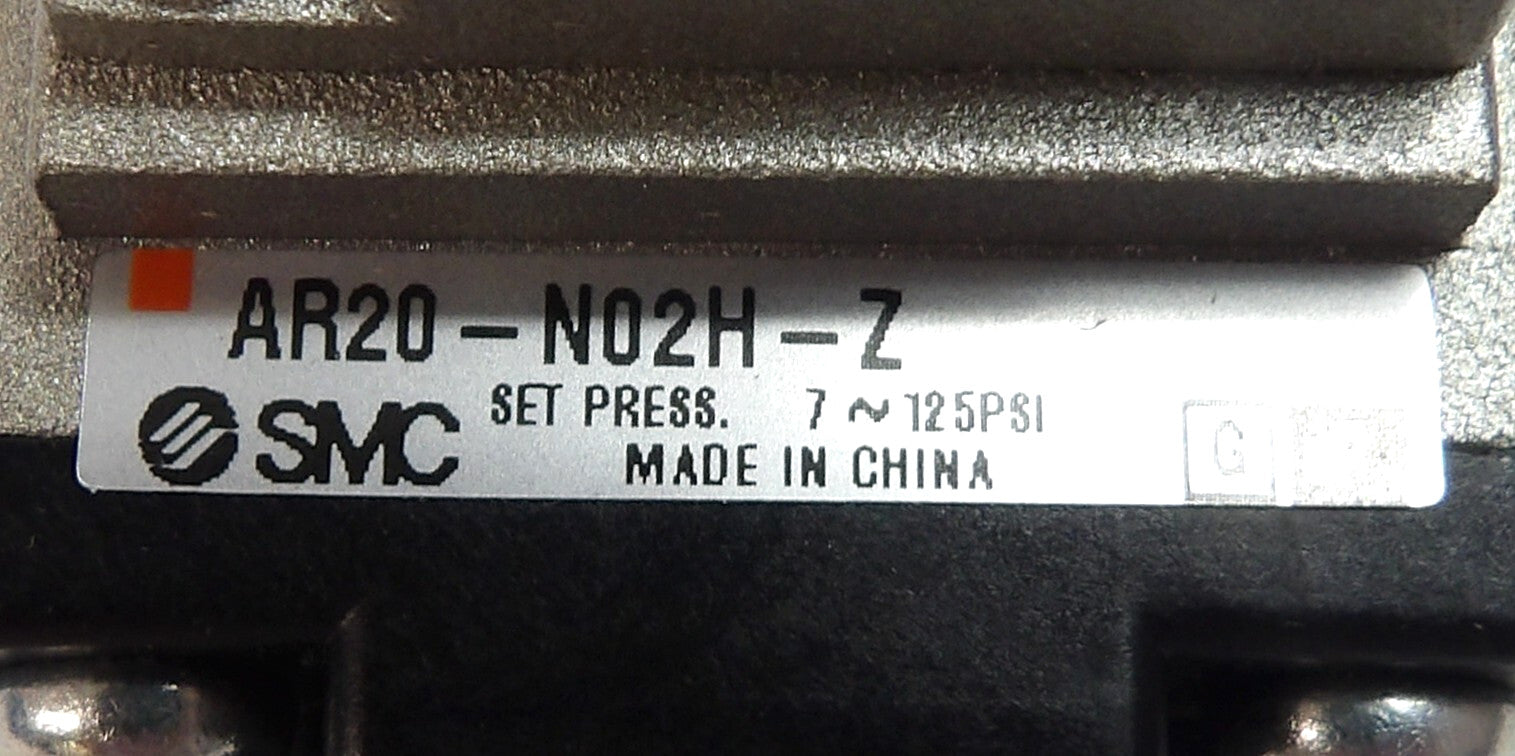 AR20-N02H-Z
SMC SET PRESS. 7~125PSI
MADE IN CHINA
G